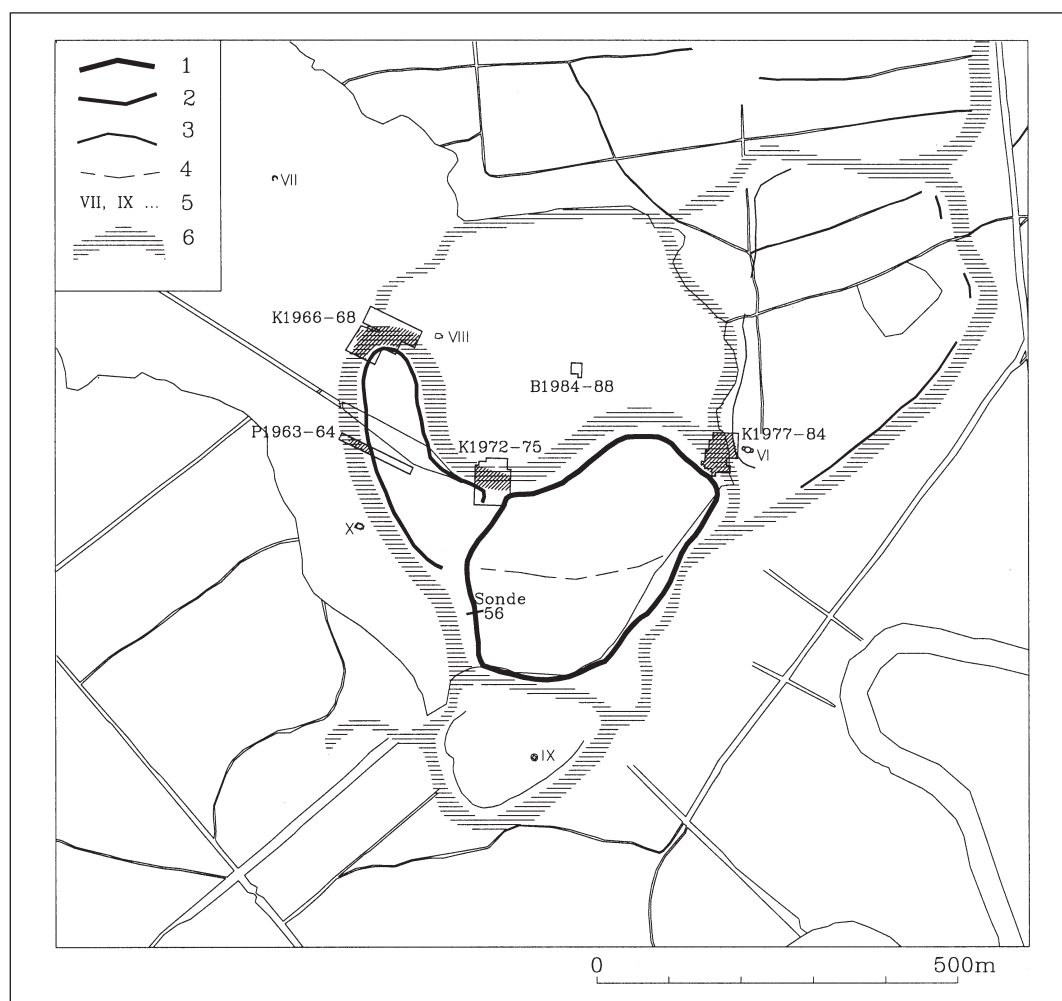 1
2
3
4
VII, IX ... 5
6
VII
K1966-68
VIII
B1984-88
P1963-64
K1972-75
K1977-84
VI
X
Sonde
56
IX
0 500m